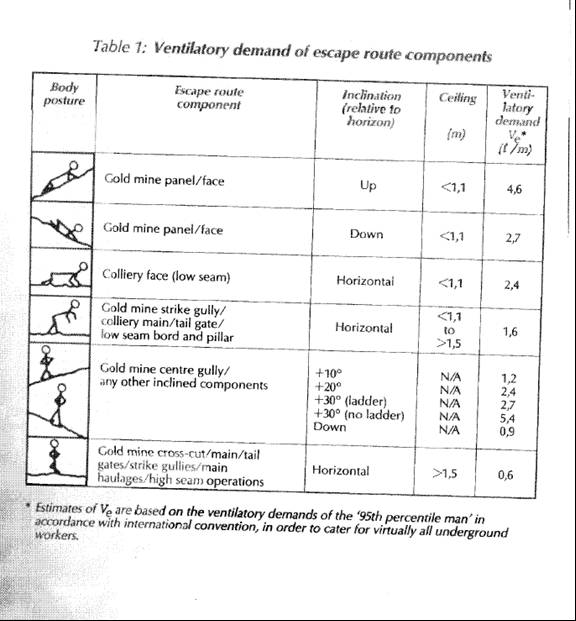 Table 1: Ventilatory demand of escape route components
Body posture | Escape route component | Inclination (relative to horizon) | Ceiling (m) | Venti-latory demand Ve* (ℓ/m)
Gold mine panel/face | Up | <1,1 | 4,6
Gold mine panel/face | Down | <1,1 | 2,7
Colliery face (low seam) | Horizontal | <1,1 | 2,4
Gold mine strike gully/
colliery main/tail gate/
low seam bord and pillar | Horizontal | <1,1 to >1,5 | 1,6
Gold mine centre gully/
any other inclined components
+10° | N/A | 1,2
+20° | N/A | 2,4
+30° (ladder) | N/A | 2,7
+30° (no ladder) | N/A | 5,4
Down | N/A | 0,9
Gold mine cross-cut/main/tail
gates/strike gullies/main
haulages/high seam operations | Horizontal | >1,5 | 0,6
* Estimates of Ve are based on the ventilatory demands of the '95th percentile man' in
accordance with international convention, in order to cater for virtually all underground
workers.